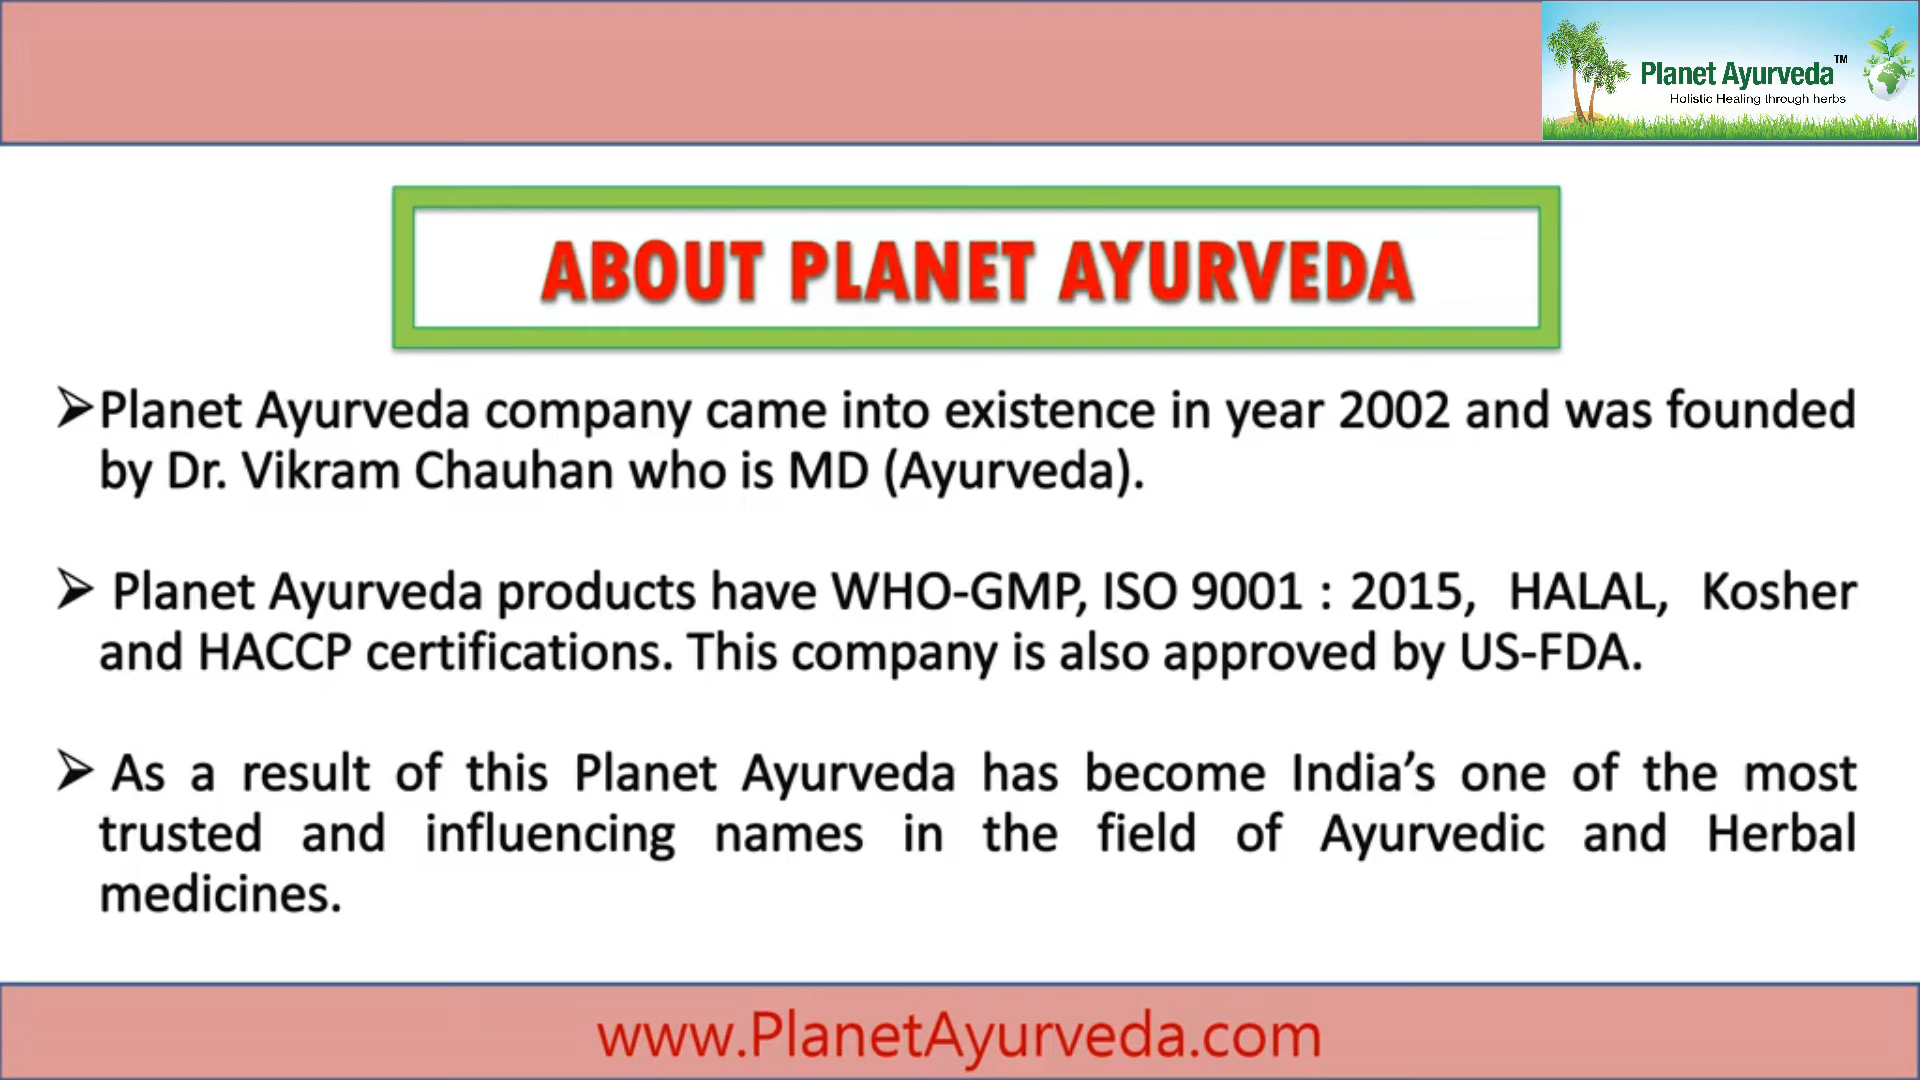 Planet Ayurveda™
Holistic Healing through herbs
ABOUT PLANET AYURVEDA
➢Planet Ayurveda company came into existence in year 2002 and was founded
by Dr. Vikram Chauhan who is MD (Ayurveda).
➢ Planet Ayurveda products have WHO-GMP, ISO 9001 : 2015, HALAL, Kosher
and HACCP certifications. This company is also approved by US-FDA.
➢ As a result of this Planet Ayurveda has become India’s one of the most
trusted and influencing names in the field of Ayurvedic and Herbal
medicines.
www.PlanetAyurveda.com